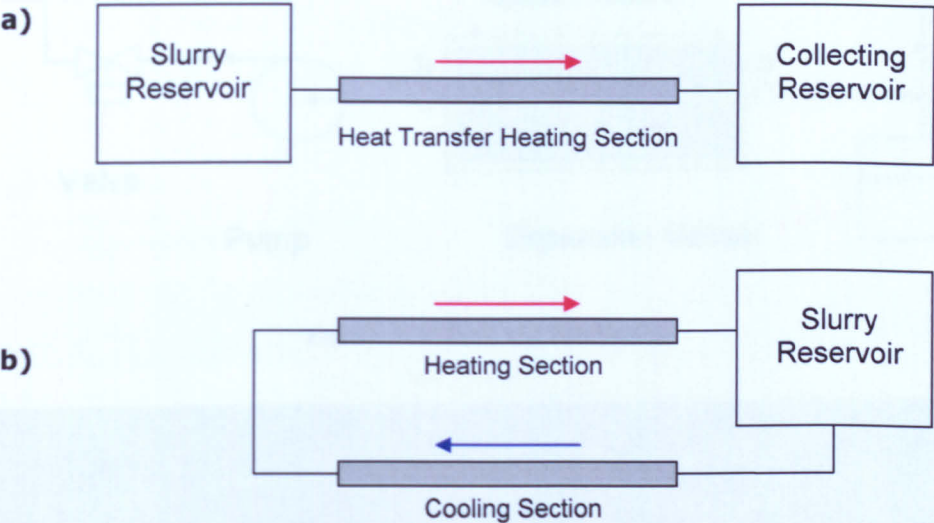 a)
Slurry
Reservoir
Collecting
Reservoir
Heat Transfer Heating Section
b)
Heating Section
Slurry
Reservoir
Cooling Section